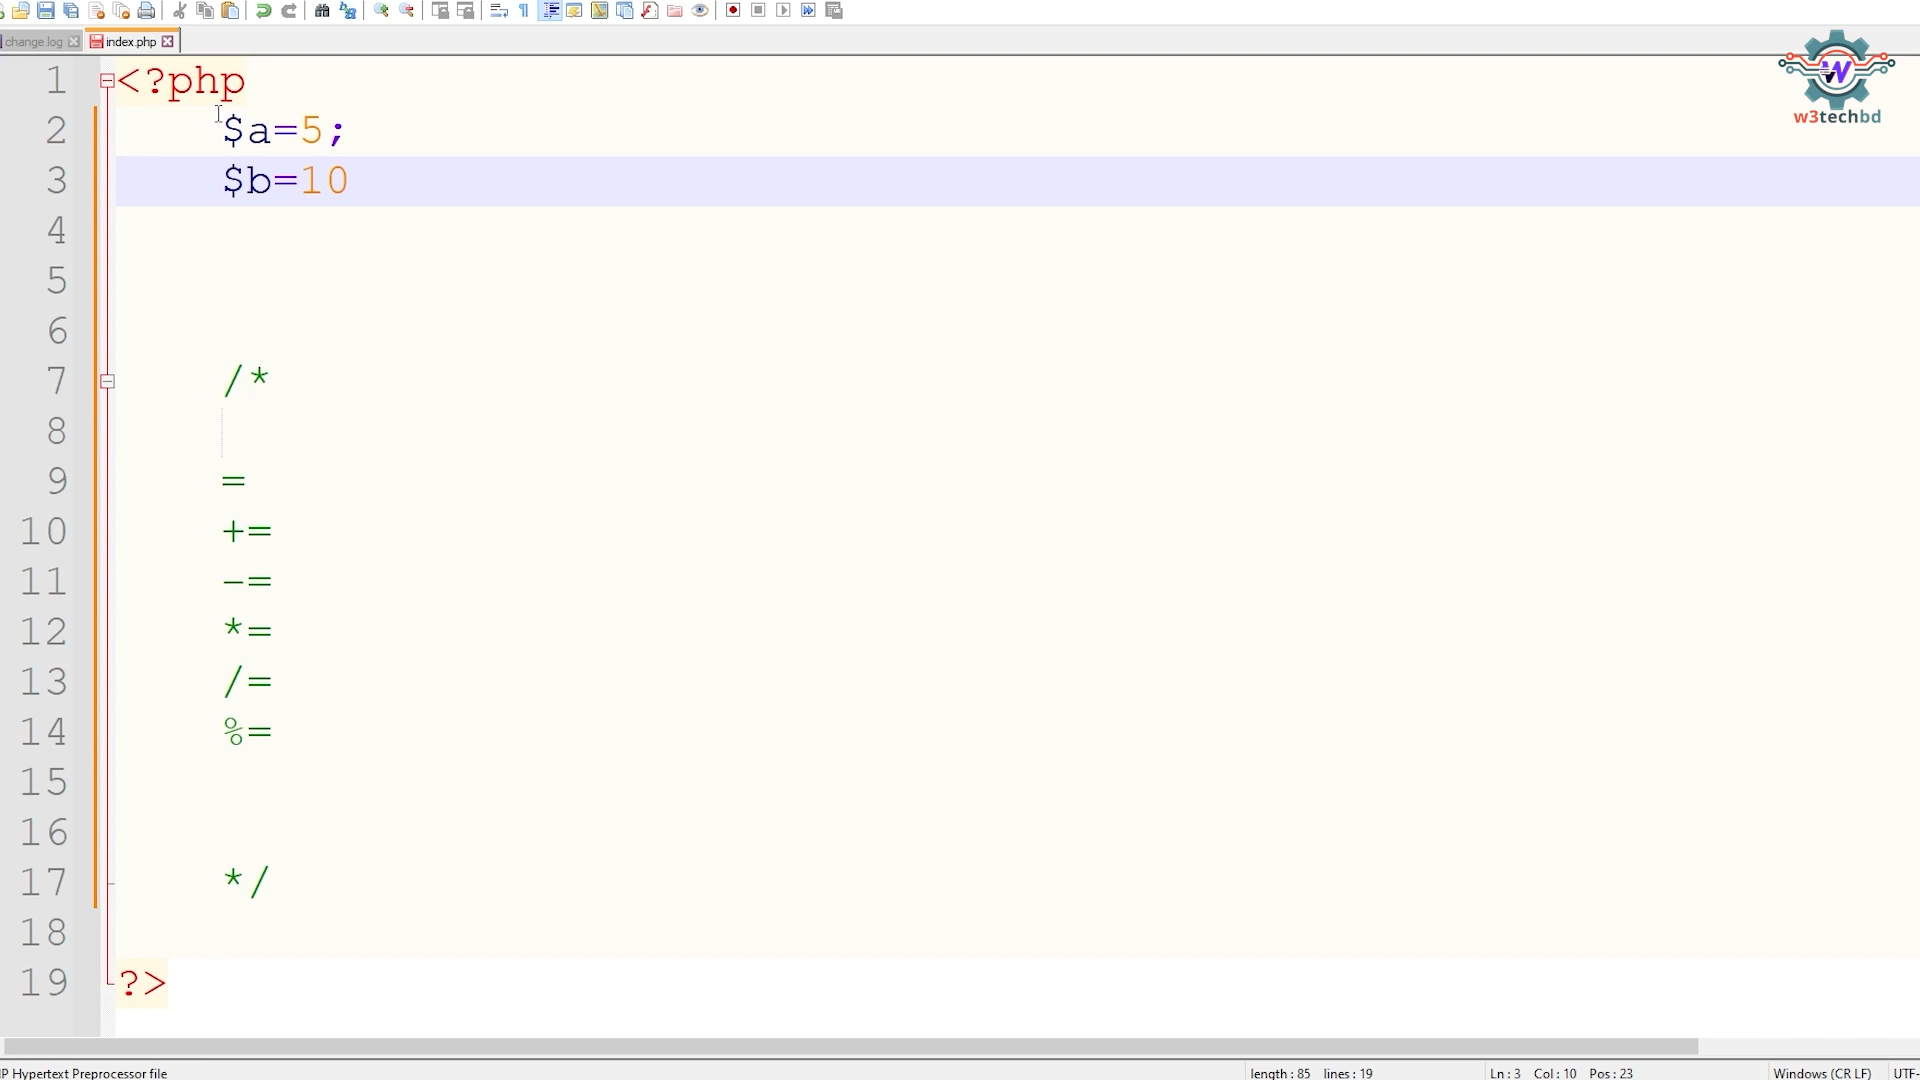 change.log
index.php
w3techbd
1 <?php
2 $a=5;
3 $b=10
4
5
6
7 /*
8
9 =
10 +=
11 -=
12 *=
13 /=
14 %=
15
16
17 */
18
19 ?>
P Hypertext Preprocessor file
length : 85 lines : 19
Ln : 3 Col : 10 Pos : 23
Windows (CR LF)
UTF-